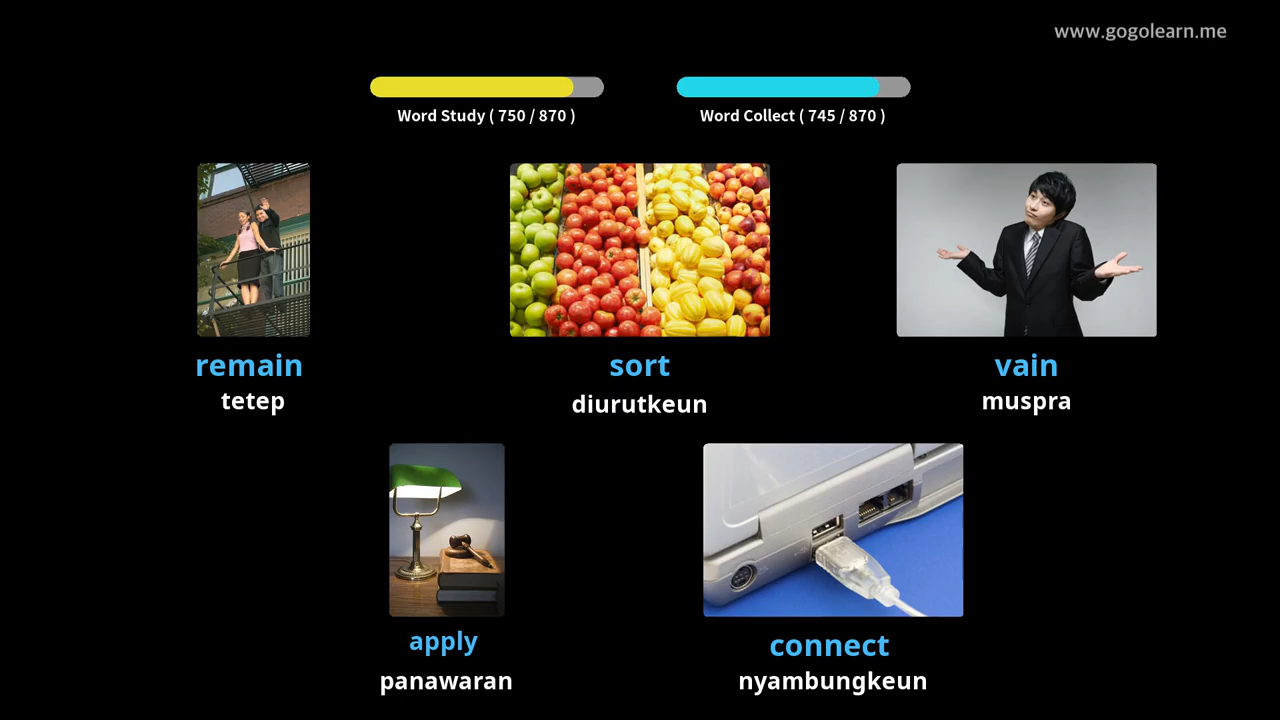 www.gogolearn.me
Word Study ( 750 / 870 )
Word Collect ( 745 / 870 )
remain
tetep
sort
diurutkeun
vain
muspra
apply
panawaran
connect
nyambungkeun